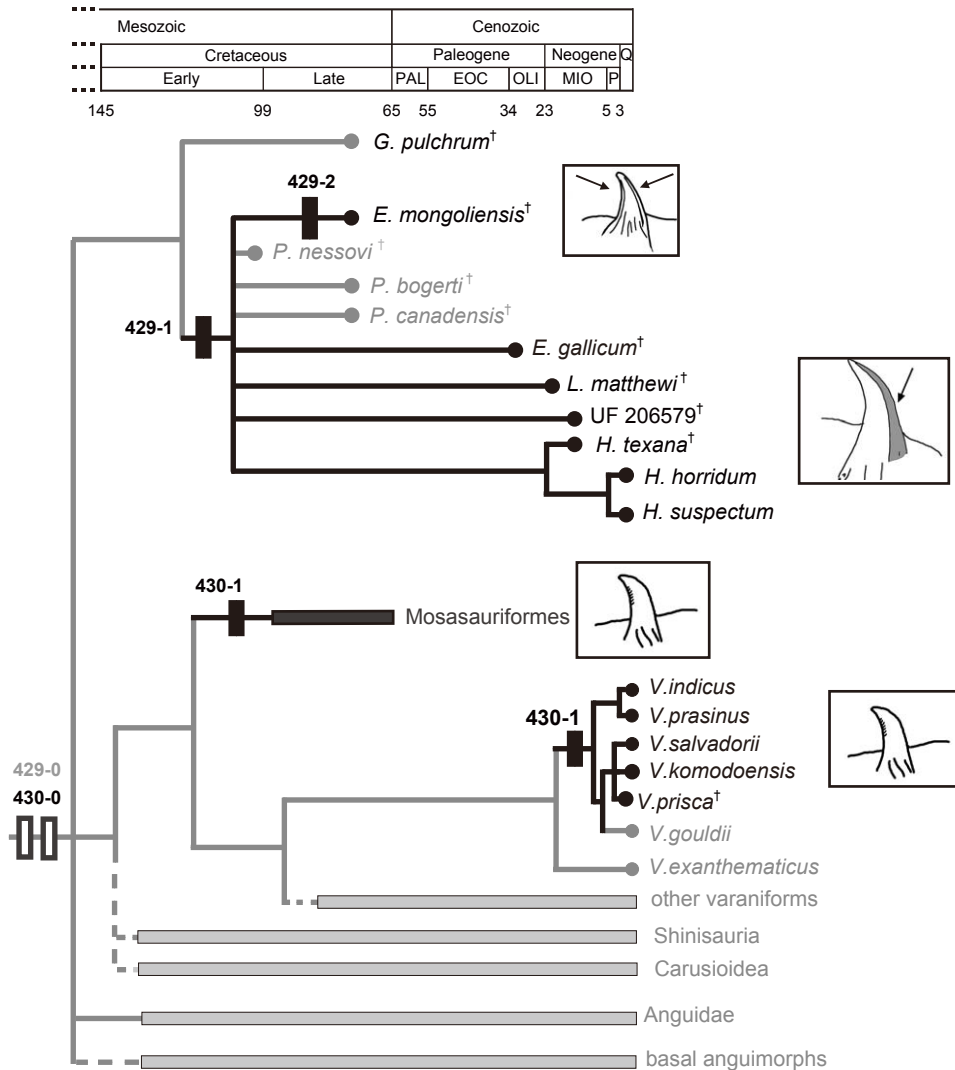 Mesozoic Cenozoic
Cretaceous Paleogene Neogene Q
Early Late PAL EOC OLI MIO P
145 99 65 55 34 23 5 3
G. pulchrum†
429-2
E. mongoliensis†
P. nessovi †
P. bogerti†
P. canadensis†
429-1
E. gallicum†
L. matthewi†
UF 206579†
H. texana†
H. horridum
H. suspectum
430-1
Mosasauriformes
V.indicus
430-1
V.prasinus
V.salvadorii
V.komodoensis
V.prisca†
429-0
430-0
V.gouldii
V.exanthematicus
other varaniforms
Shinisauria
Carusioidea
Anguidae
basal anguimorphs